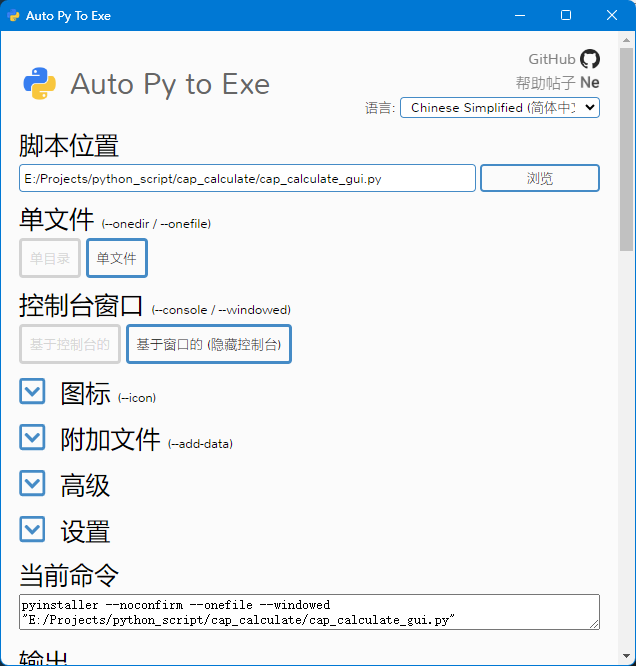 Auto Py To Exe
GitHub
Auto Py to Exe
帮助帖子 Ne
语言: Chinese Simplified (简体中文
脚本位置
E:/Projects/python_script/cap_calculate/cap_calculate_gui.py 浏览
单文件 (--onedir / --onefile)
单目录 单文件
控制台窗口 (--console / --windowed)
基于控制台的 基于窗口的 (隐藏控制台)
图标 (--icon)
附加文件 (--add-data)
高级
设置
当前命令
pyinstaller --noconfirm --onefile --windowed
"E:/Projects/python_script/cap_calculate/cap_calculate_gui.py"
输出